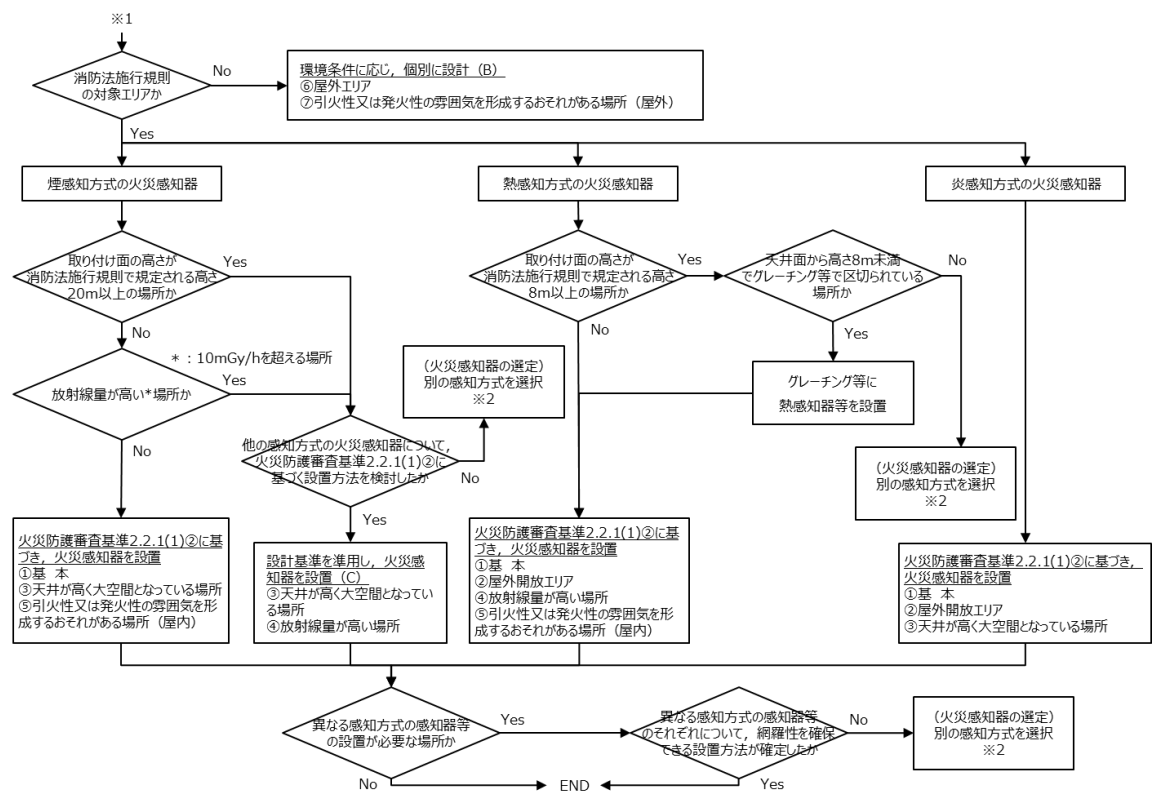 ※1
消防法施行規則
の対象エリアか
No
環境条件に応じ，個別に設計（B）
⑥屋外エリア
⑦引火性又は発火性の雰囲気を形成するおそれがある場所（屋外）
Yes
煙感知方式の火災感知器
熱感知方式の火災感知器
炎感知方式の火災感知器
取り付け面の高さが
消防法施行規則で規定される高さ
20m以上の場所か
Yes
No
取り付け面の高さが
消防法施行規則で規定される高さ
8m以上の場所か
Yes
No
天井面から高さ8m未満
でグレーチング等で区切られている
場所か
No
Yes
＊：10mGy/hを超える場所
放射線量が高い*場所か
Yes
No
（火災感知器の選定）
別の感知方式を選択
※2
グレーチング等に
熱感知器等を設置
他の感知方式の火災感知器について，
火災防護審査基準2.2.1(1)②に
基づく設置方法を検討したか
No
Yes
（火災感知器の選定）
別の感知方式を選択
※2
火災防護審査基準2.2.1(1)②に基
づき，火災感知器を設置
①基　本
③天井が高く大空間となっている場所
⑤引火性又は発火性の雰囲気を形
成するおそれがある場所（屋内）
設計基準を準用し，火災感
知器を設置（C）
③天井が高く大空間となってい
る場所
④放射線量が高い場所
火災防護審査基準2.2.1(1)②に基
づき，火災感知器を設置
①基　本
②屋外開放エリア
④放射線量が高い場所
⑤引火性又は発火性の雰囲気を形
成するおそれがある場所（屋内）
火災防護審査基準2.2.1(1)②に基づき，
火災感知器を設置
①基　本
②屋外開放エリア
③天井が高く大空間となっている場所
異なる感知方式の感知器等
の設置が必要な場所か
Yes
No
異なる感知方式の感知器等
のそれぞれについて，網羅性を確保
できる設置方法が確定したか
No
Yes
（火災感知器の選定）
別の感知方式を選択
※2
END